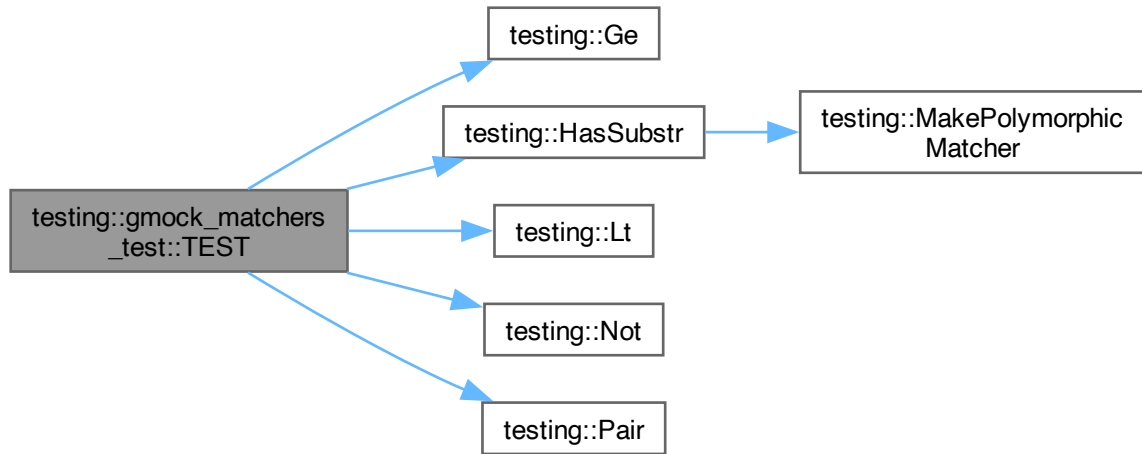 testing::Ge
testing::HasSubstr
testing::MakePolymorphic
Matcher
testing::gmock_matchers
_test::TEST
testing::Lt
testing::Not
testing::Pair